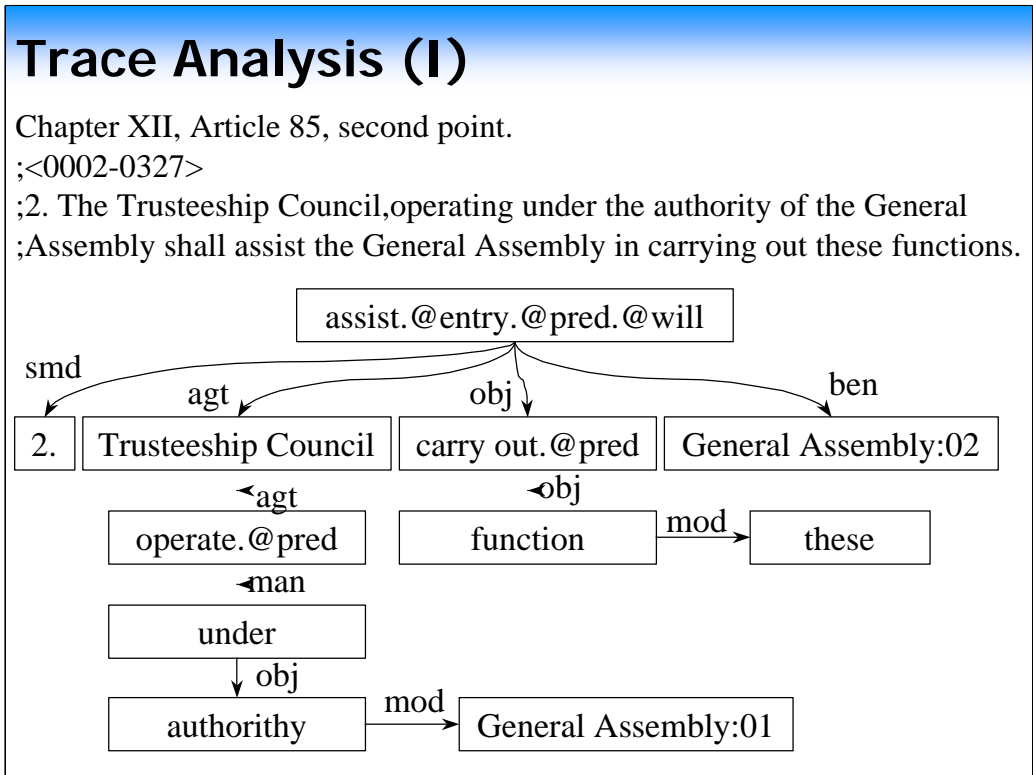 Trace Analysis (I)
Chapter XII, Article 85, second point.
;<0002-0327>
;2. The Trusteeship Council,operating under the authority of the General
;Assembly shall assist the General Assembly in carrying out these functions.
assist.@entry.@pred.@will
smd
agt
obj
ben
2.
Trusteeship Council
carry out.@pred
General Assembly:02
agt
obj
operate.@pred
function
mod
these
man
under
obj
authorithy
mod
General Assembly:01